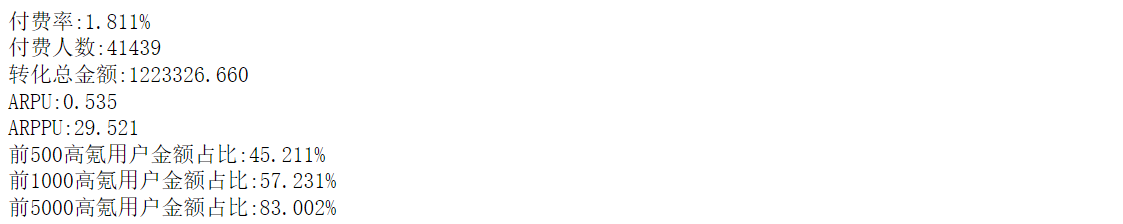 付费率:1.811%
付费人数:41439
转化总金额:1223326.660
ARPU:0.535
ARPPU:29.521
前500高氪用户金额占比:45.211%
前1000高氪用户金额占比:57.231%
前5000高氪用户金额占比:83.002%